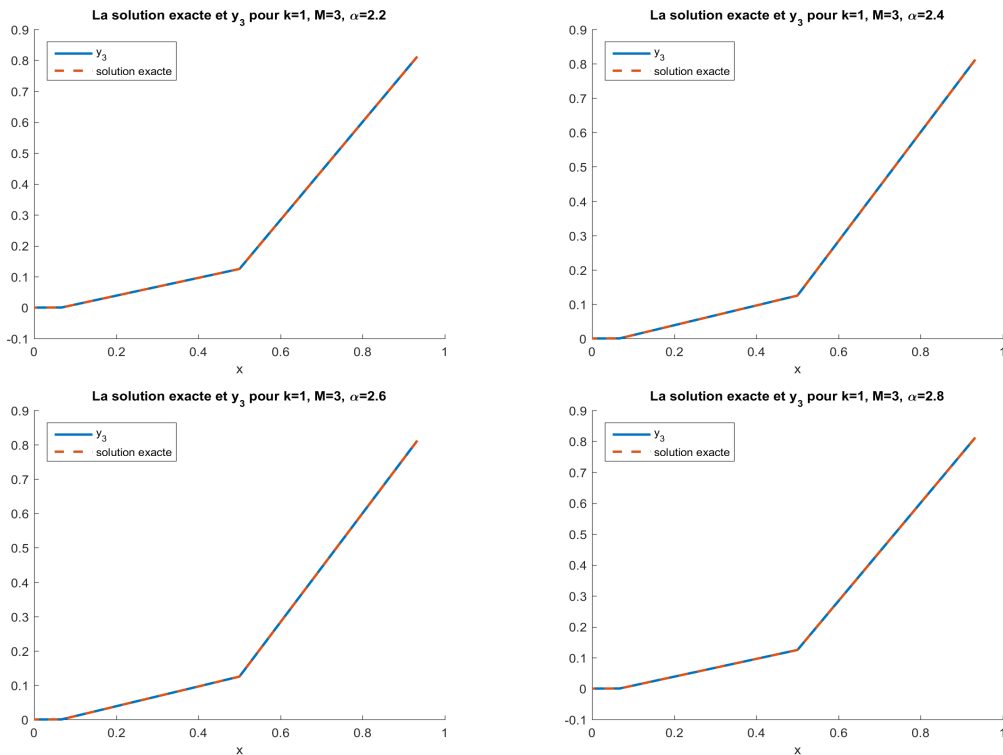 La solution exacte et y₃ pour k=1, M=3, α=2.2
0.9
0.8
0.7
0.6
0.5
0.4
0.3
0.2
0.1
0
-0.1
y₃
solution exacte
0 0.2 0.4 0.6 0.8 1
x
La solution exacte et y₃ pour k=1, M=3, α=2.4
0.9
0.8
0.7
0.6
0.5
0.4
0.3
0.2
0.1
0
y₃
solution exacte
0 0.2 0.4 0.6 0.8 1
x
La solution exacte et y₃ pour k=1, M=3, α=2.6
0.9
0.8
0.7
0.6
0.5
0.4
0.3
0.2
0.1
0
y₃
solution exacte
0 0.2 0.4 0.6 0.8 1
x
La solution exacte et y₃ pour k=1, M=3, α=2.8
0.9
0.8
0.7
0.6
0.5
0.4
0.3
0.2
0.1
0
-0.1
y₃
solution exacte
0 0.2 0.4 0.6 0.8 1
x